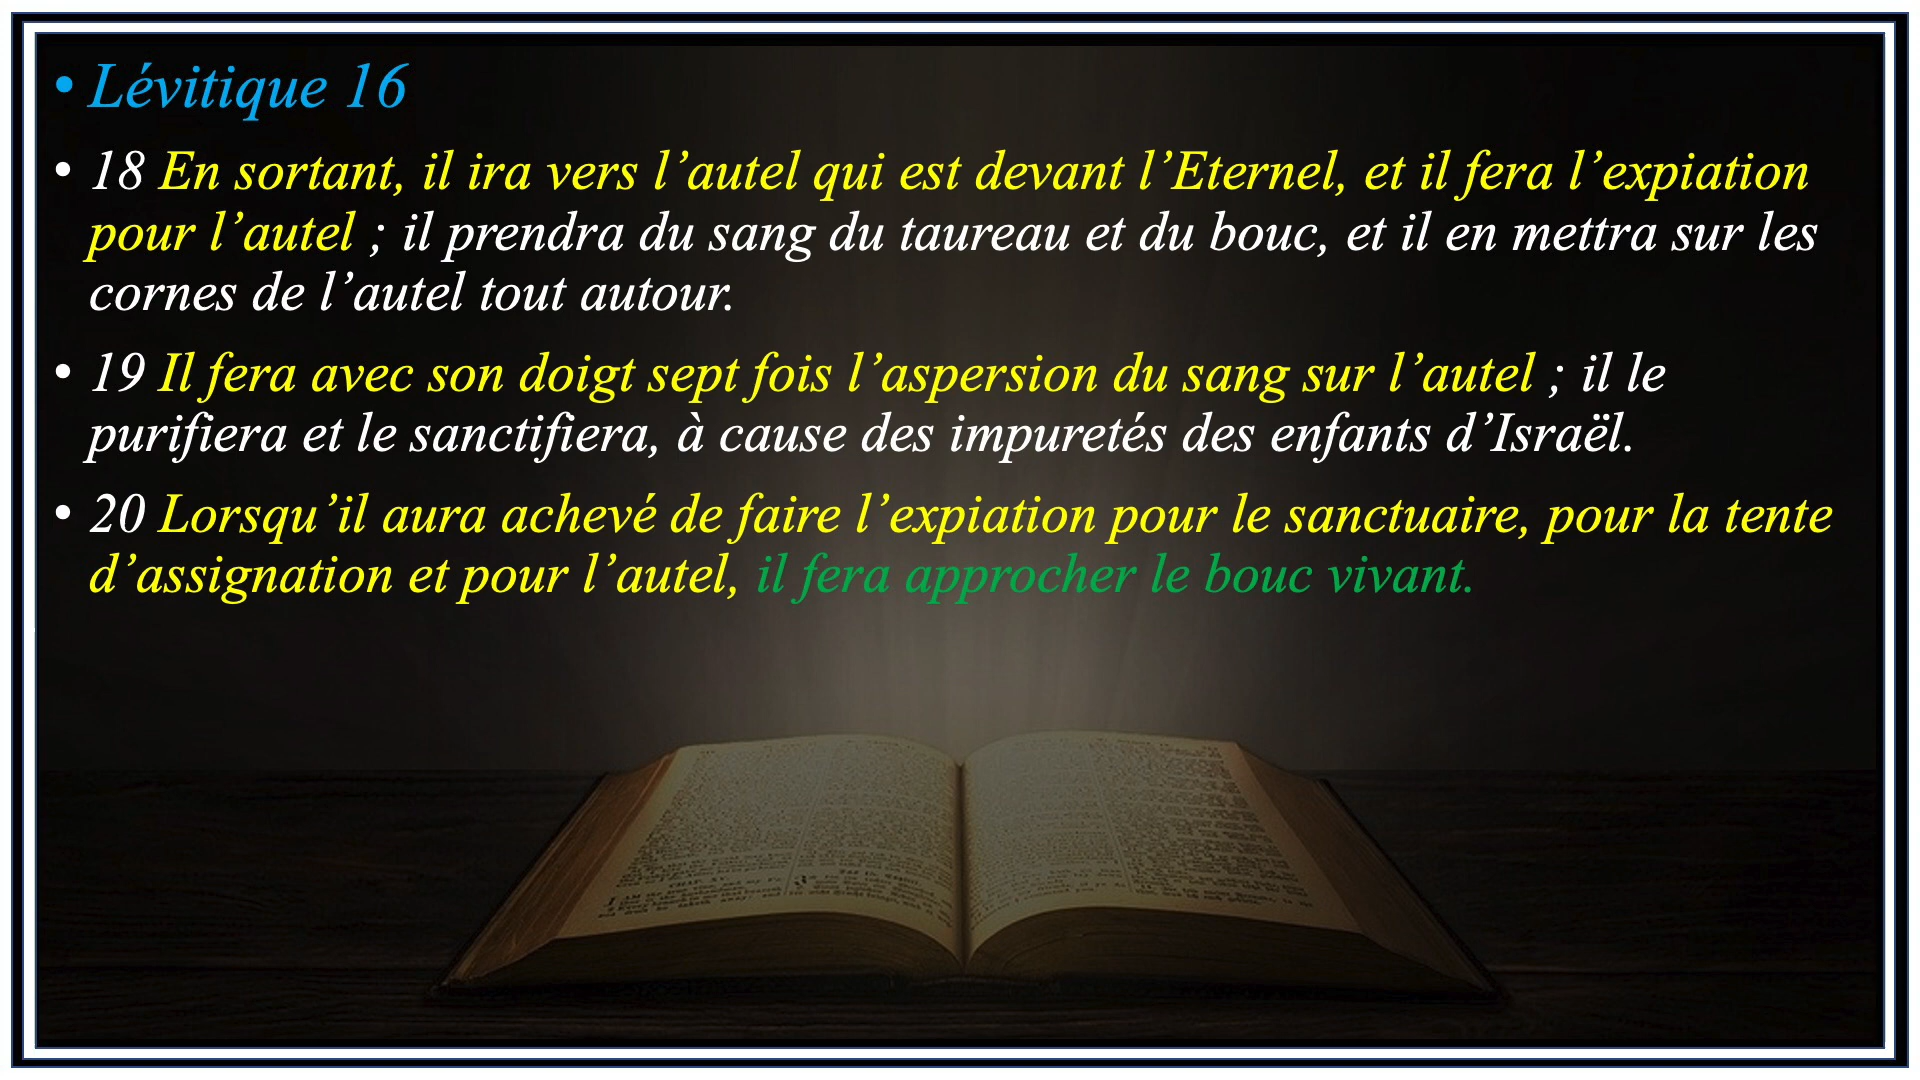 • Lévitique 16
• 18 En sortant, il ira vers l’autel qui est devant l’Eternel, et il fera l’expiation
pour l’autel ; il prendra du sang du taureau et du bouc, et il en mettra sur les
cornes de l’autel tout autour.
• 19 Il fera avec son doigt sept fois l’aspersion du sang sur l’autel ; il le
purifiera et le sanctifiera, à cause des impuretés des enfants d’Israël.
• 20 Lorsqu’il aura achevé de faire l’expiation pour le sanctuaire, pour la tente
d’assignation et pour l’autel, il fera approcher le bouc vivant.